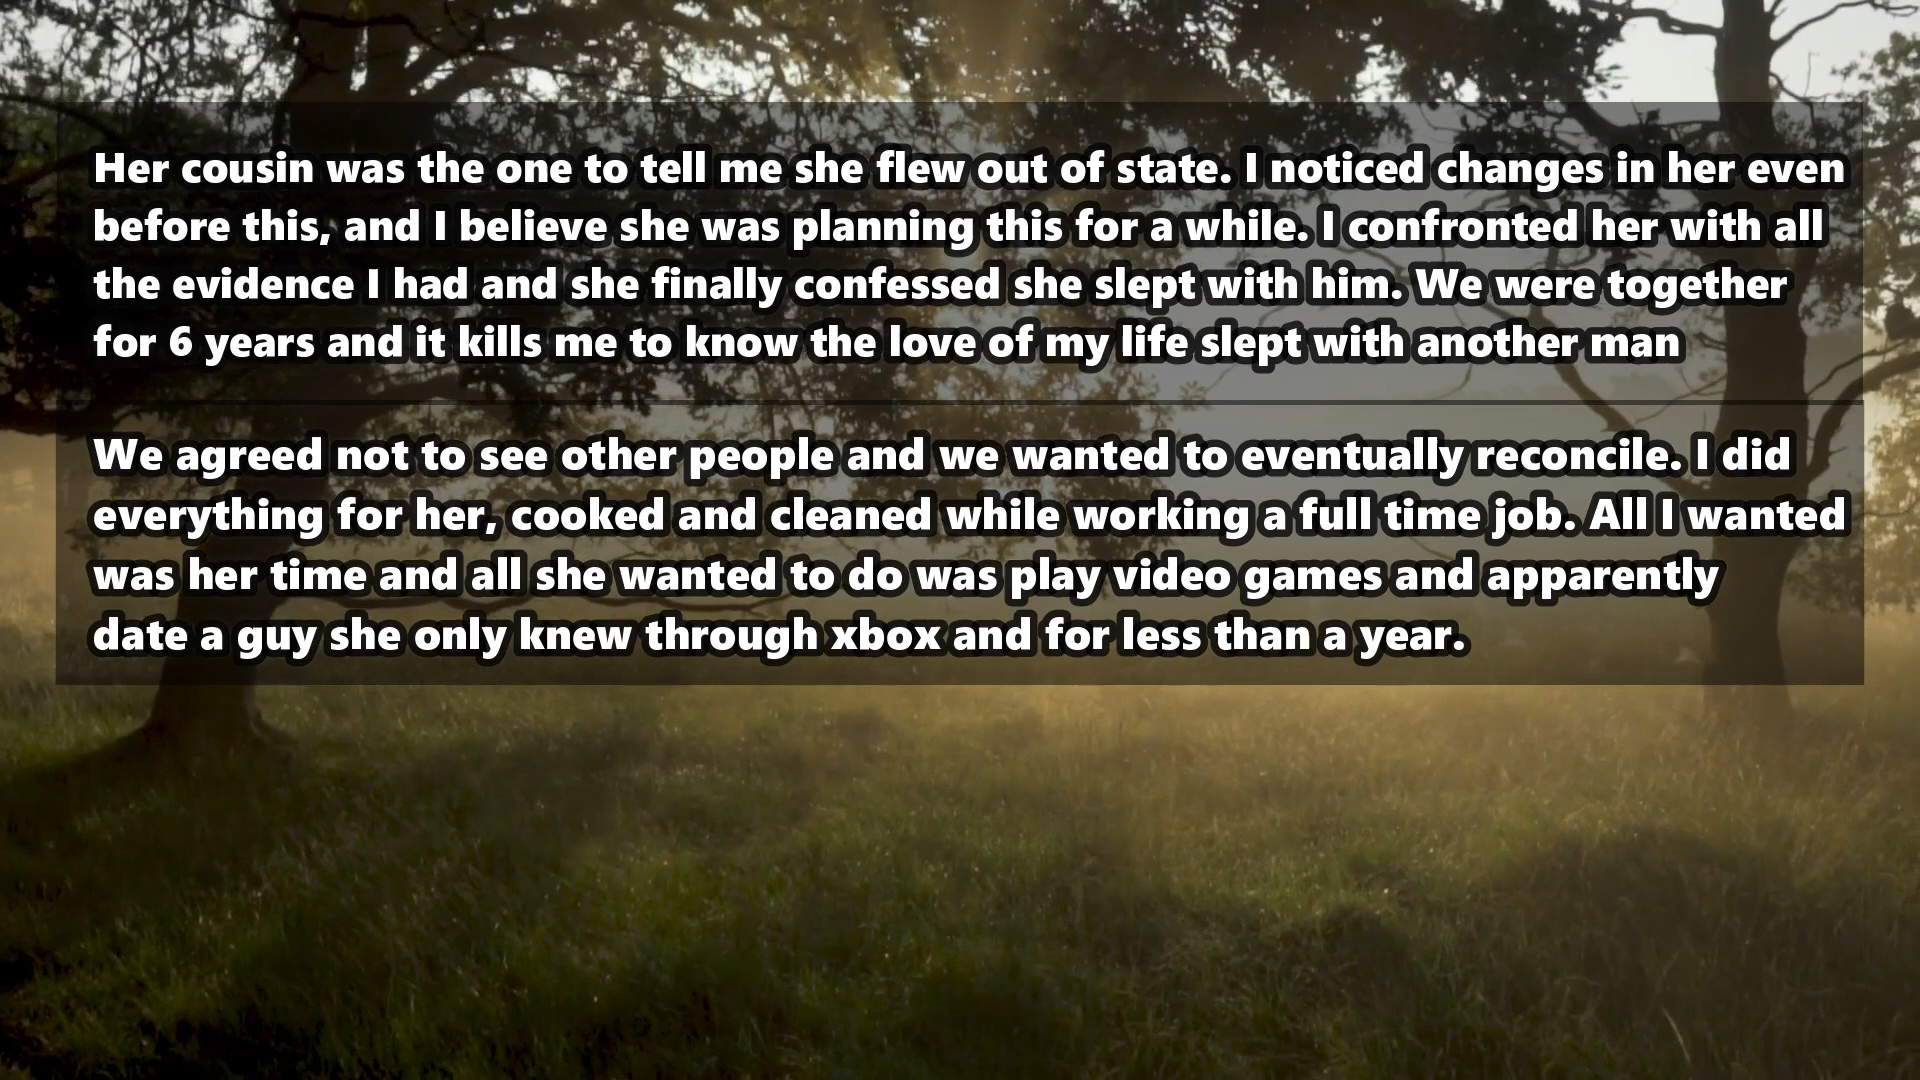 Her cousin was the one to tell me she flew out of state. I noticed changes in her even
before this, and I believe she was planning this for a while. I confronted her with all
the evidence I had and she finally confessed she slept with him. We were together
for 6 years and it kills me to know the love of my life slept with another man
We agreed not to see other people and we wanted to eventually reconcile. I did
everything for her, cooked and cleaned while working a full time job. All I wanted
was her time and all she wanted to do was play video games and apparently
date a guy she only knew through xbox and for less than a year.